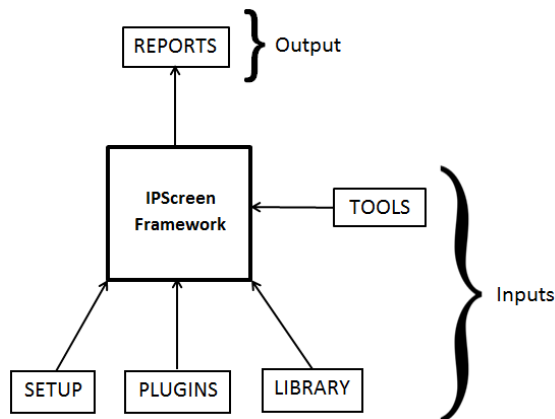 REPORTS
Output
IPScreen
Framework
TOOLS
Inputs
SETUP
PLUGINS
LIBRARY